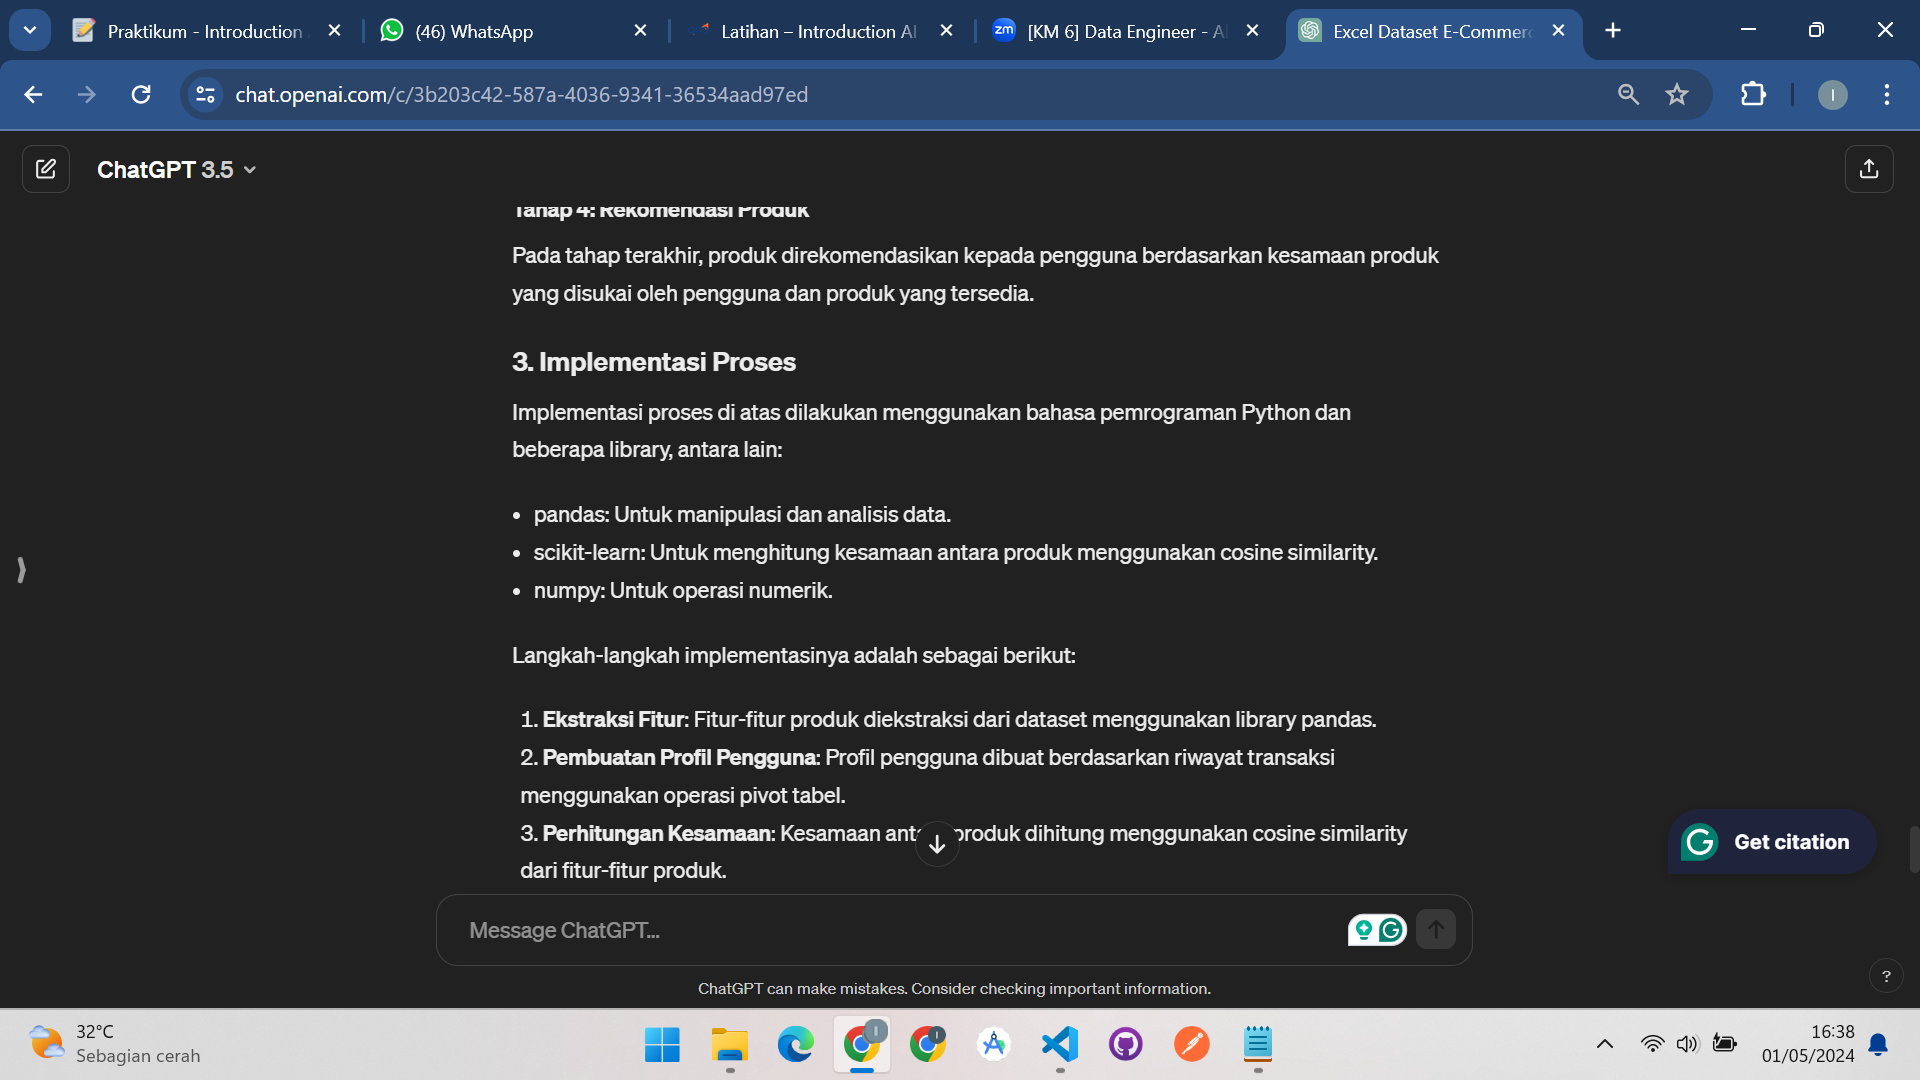 Praktikum - Introduction
(46) WhatsApp
Latihan – Introduction AI
[KM 6] Data Engineer - A
Excel Dataset E-Commerc
chat.openai.com/c/3b203c42-587a-4036-9341-36534aad97ed
ChatGPT 3.5
Tahap 4: Rekomendasi Produk
Pada tahap terakhir, produk direkomendasikan kepada pengguna berdasarkan kesamaan produk
yang disukai oleh pengguna dan produk yang tersedia.
3. Implementasi Proses
Implementasi proses di atas dilakukan menggunakan bahasa pemrograman Python dan
beberapa library, antara lain:
• pandas: Untuk manipulasi dan analisis data.
• scikit-learn: Untuk menghitung kesamaan antara produk menggunakan cosine similarity.
• numpy: Untuk operasi numerik.
Langkah-langkah implementasinya adalah sebagai berikut:
1. Ekstraksi Fitur: Fitur-fitur produk diekstraksi dari dataset menggunakan library pandas.
2. Pembuatan Profil Pengguna: Profil pengguna dibuat berdasarkan riwayat transaksi
menggunakan operasi pivot tabel.
3. Perhitungan Kesamaan: Kesamaan anta produk dihitung menggunakan cosine similarity
dari fitur-fitur produk.
Get citation
Message ChatGPT...
ChatGPT can make mistakes. Consider checking important information.
?
32°C
Sebagian cerah
16:38
01/05/2024